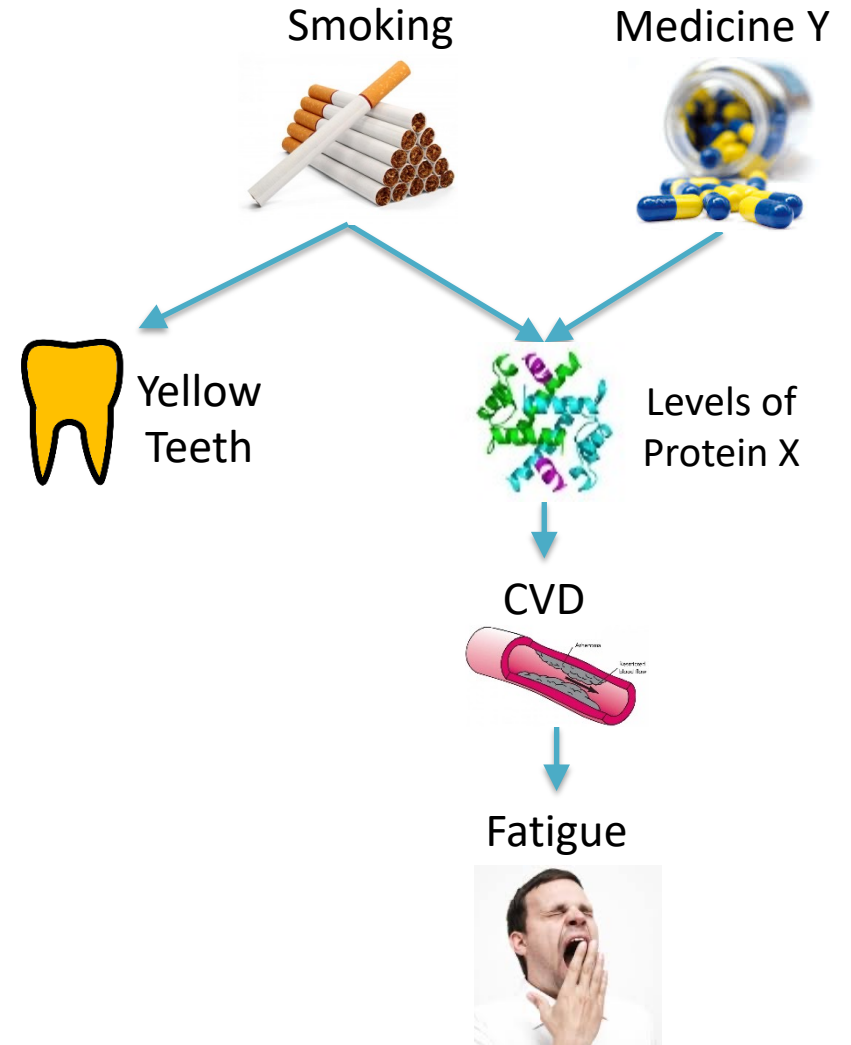 Smoking
Medicine Y
Yellow
Teeth
Levels of
Protein X
CVD
Fatigue